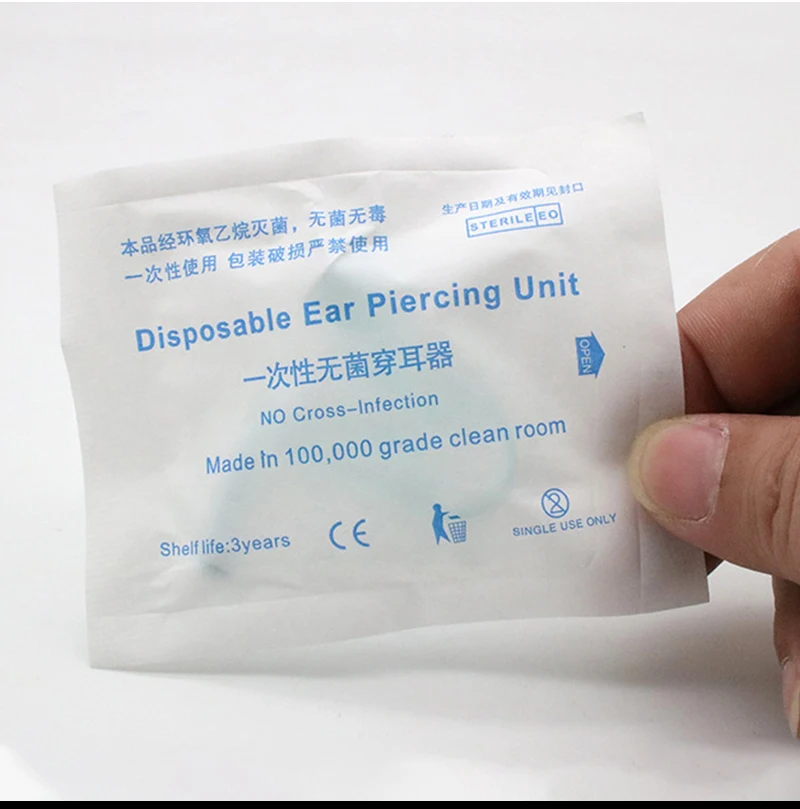 本品经环氧乙烷灭菌，无菌无毒
一次性使用 包装破损严禁使用
生产日期及有效期见封口
STERILE EO
Disposable Ear Piercing Unit
一次性无菌穿耳器
OPEN
NO Cross-Infection
Made in 100,000 grade clean room
Shelf life:3years
CE
2
SINGLE USE ONLY